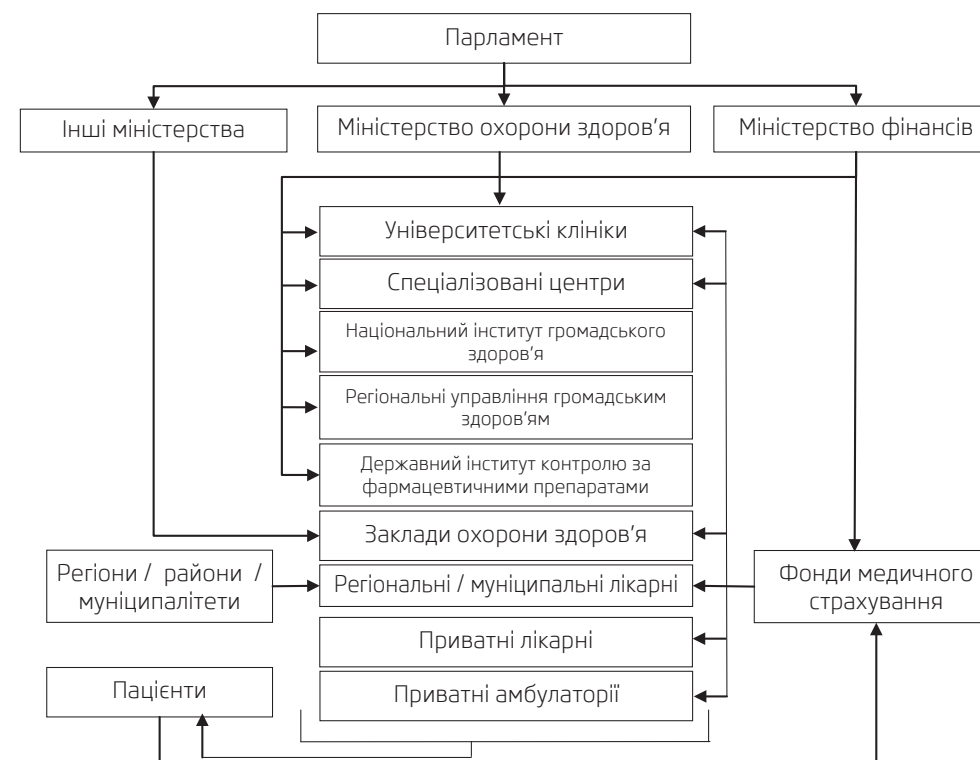 Парламент
Інші міністерства
Міністерство охорони здоров'я
Міністерство фінансів
Університетські клініки
Спеціалізовані центри
Національний інститут громадського
здоров'я
Регіональні управління громадським
здоров'ям
Державний інститут контролю за
фармацевтичними препаратами
Заклади охорони здоров'я
Регіони / райони /
муніципалітети
Регіональні / муніципальні лікарні
Фонди медичного
страхування
Приватні лікарні
Пацієнти
Приватні амбулаторії